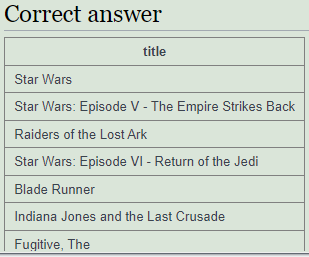 Correct answer
title
Star Wars
Star Wars: Episode V - The Empire Strikes Back
Raiders of the Lost Ark
Star Wars: Episode VI - Return of the Jedi
Blade Runner
Indiana Jones and the Last Crusade
Fugitive, The